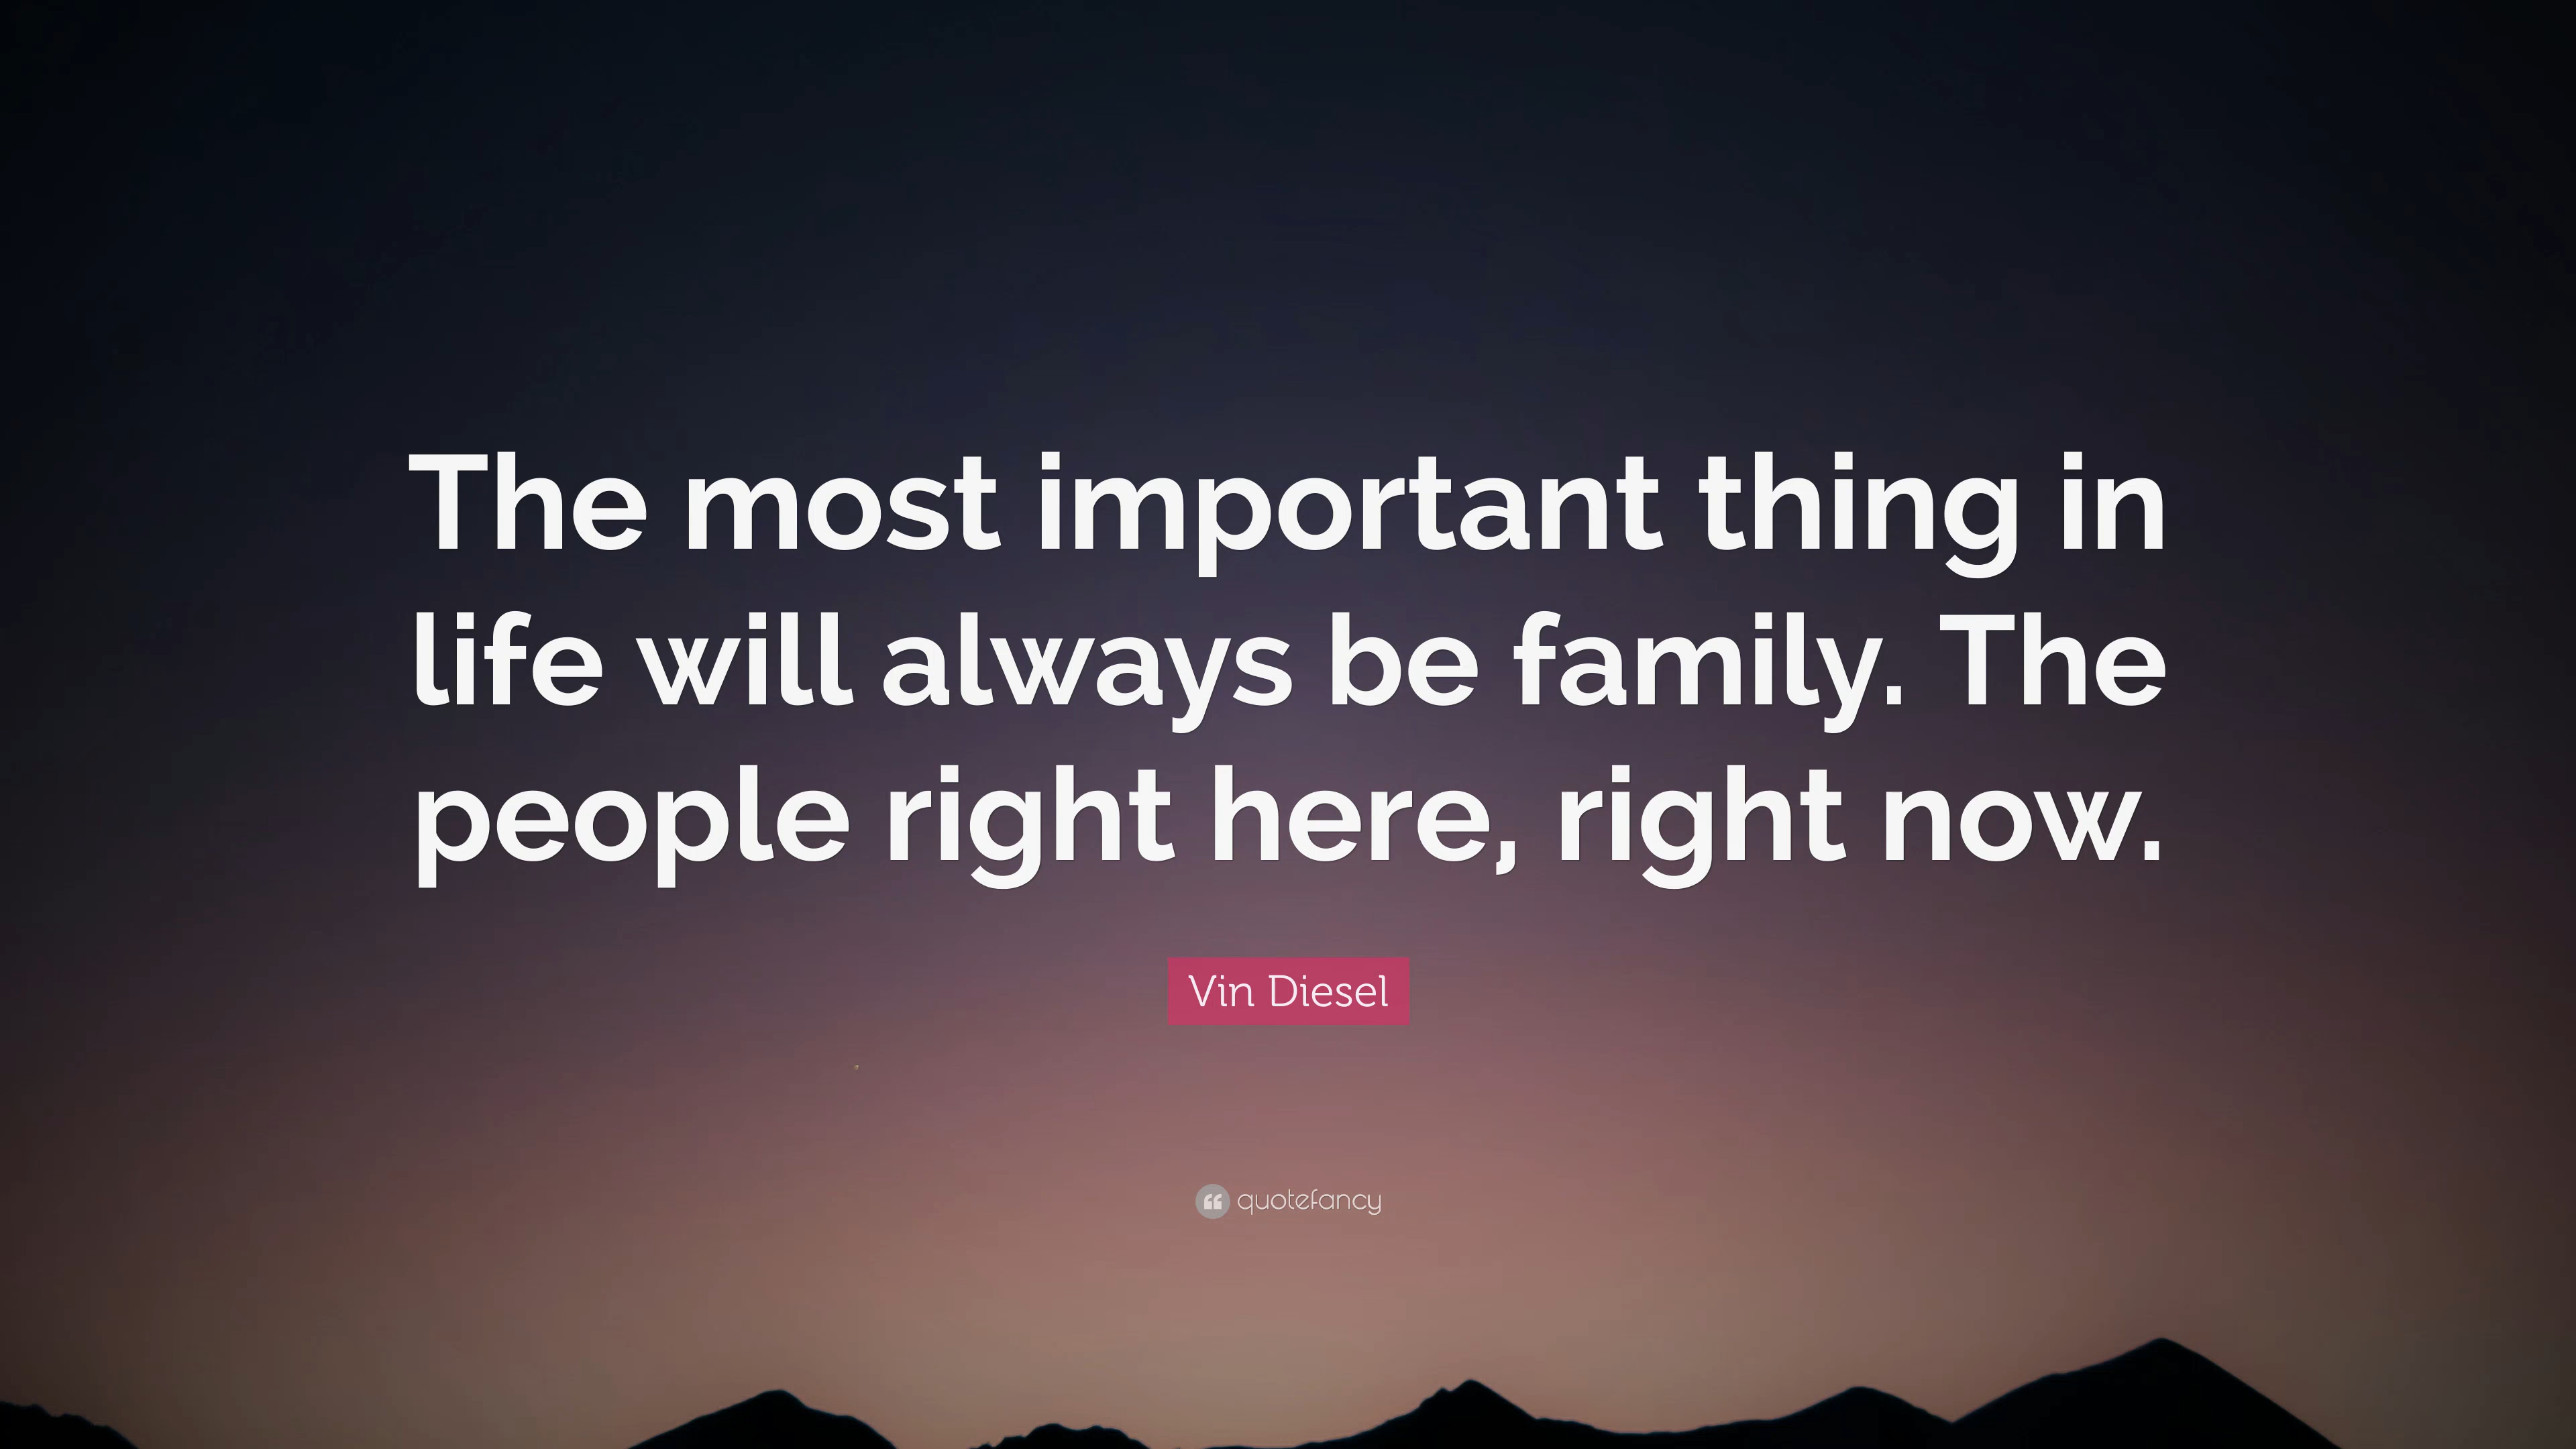 The most important thing in
life will always be family. The
people right here, right now.
Vin Diesel
quotefancy